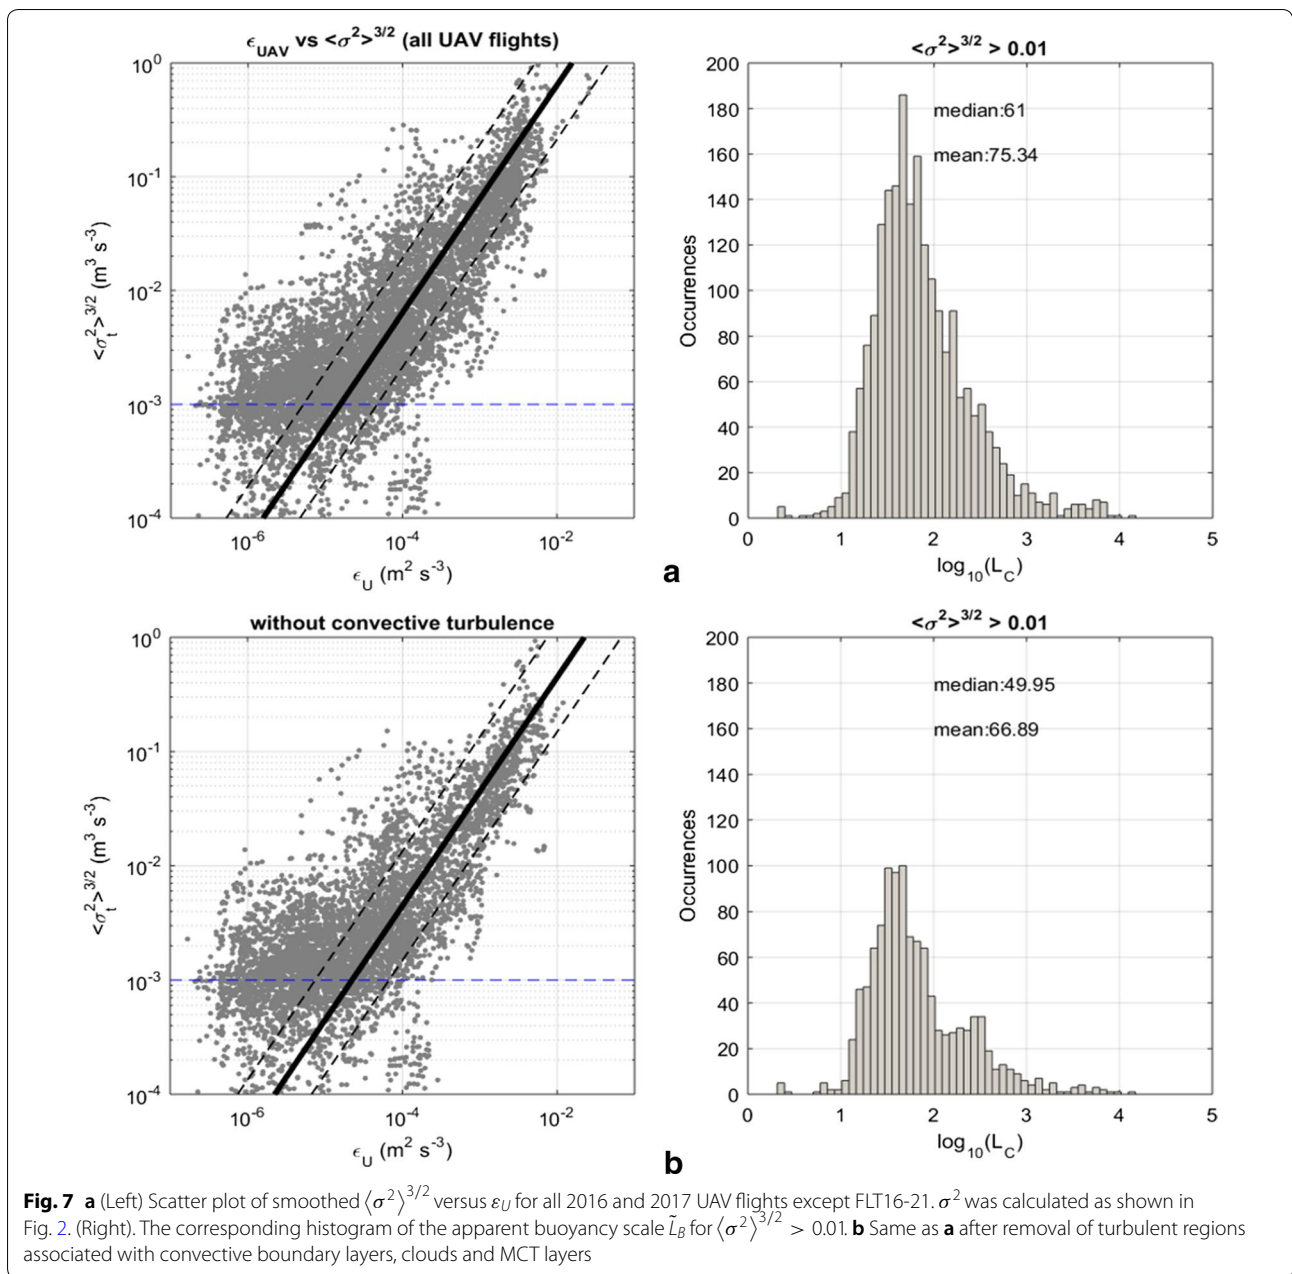 ϵ_UAV vs <σ²>^3/2 (all UAV flights)
<σ²>^3/2 > 0.01
10⁰
10⁻¹
10⁻²
10⁻³
10⁻⁴
<σ_t²>^3/2 (m³ s⁻³)
10⁻⁶ 10⁻⁴ 10⁻²
ϵ_U (m² s⁻³)
200
180
160
140
120
100
80
60
40
20
0
Occurrences
median:61
mean:75.34
0 1 2 3 4 5
log₁₀(L_C)
a
without convective turbulence
<σ²>^3/2 > 0.01
10⁰
10⁻¹
10⁻²
10⁻³
10⁻⁴
<σ_t²>^3/2 (m³ s⁻³)
10⁻⁶ 10⁻⁴ 10⁻²
ϵ_U (m² s⁻³)
200
180
160
140
120
100
80
60
40
20
0
Occurrences
median:49.95
mean:66.89
0 1 2 3 4 5
log₁₀(L_C)
b
Fig. 7 a (Left) Scatter plot of smoothed ⟨σ²⟩^3/2 versus ε_U for all 2016 and 2017 UAV flights except FLT16-21. σ² was calculated as shown in
Fig. 2. (Right). The corresponding histogram of the apparent buoyancy scale L̃_B for ⟨σ²⟩^3/2 > 0.01. b Same as a after removal of turbulent regions
associated with convective boundary layers, clouds and MCT layers